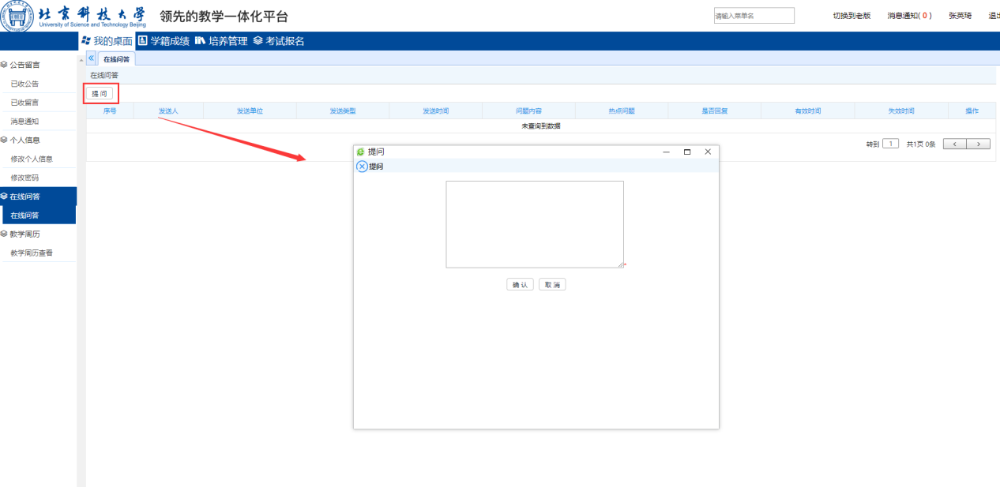 北京科技大学
University of Science and Technology Beijing
领先的教学一体化平台
请输入菜单名
切换到老版 消息通知(0) 张英琦 退出
我的桌面 学籍成绩 培养管理 考试报名
在线问答
在线问答
提 问
公告留言
已收公告
已收留言
消息通知
个人信息
修改个人信息
修改密码
在线问答
在线问答
教学周历
教学周历查看
序号 发送人 发送单位 发送类型 发送时间 问题内容 热点问题 是否回复 有效时间 失效时间 操作
未查询到数据
转到 1 共1页 0条 < >
提问
提问
*
确 认 取 消